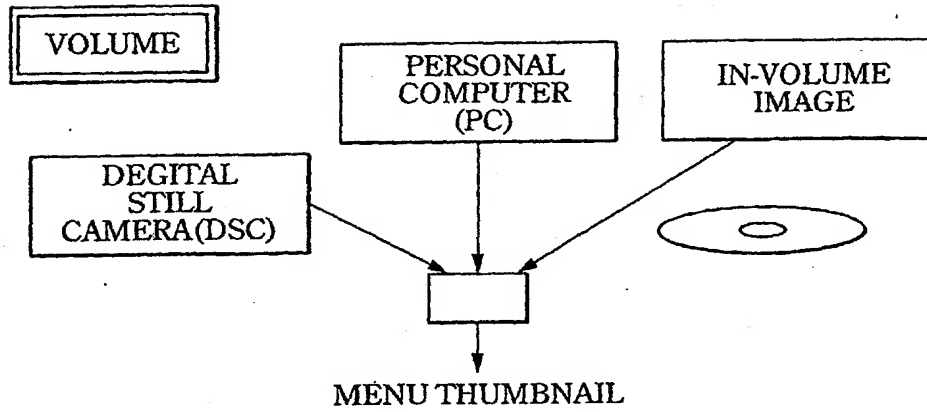 VOLUME
PERSONAL
COMPUTER
(PC)
IN-VOLUME
IMAGE
DEGITAL
STILL
CAMERA(DSC)
MENU THUMBNAIL